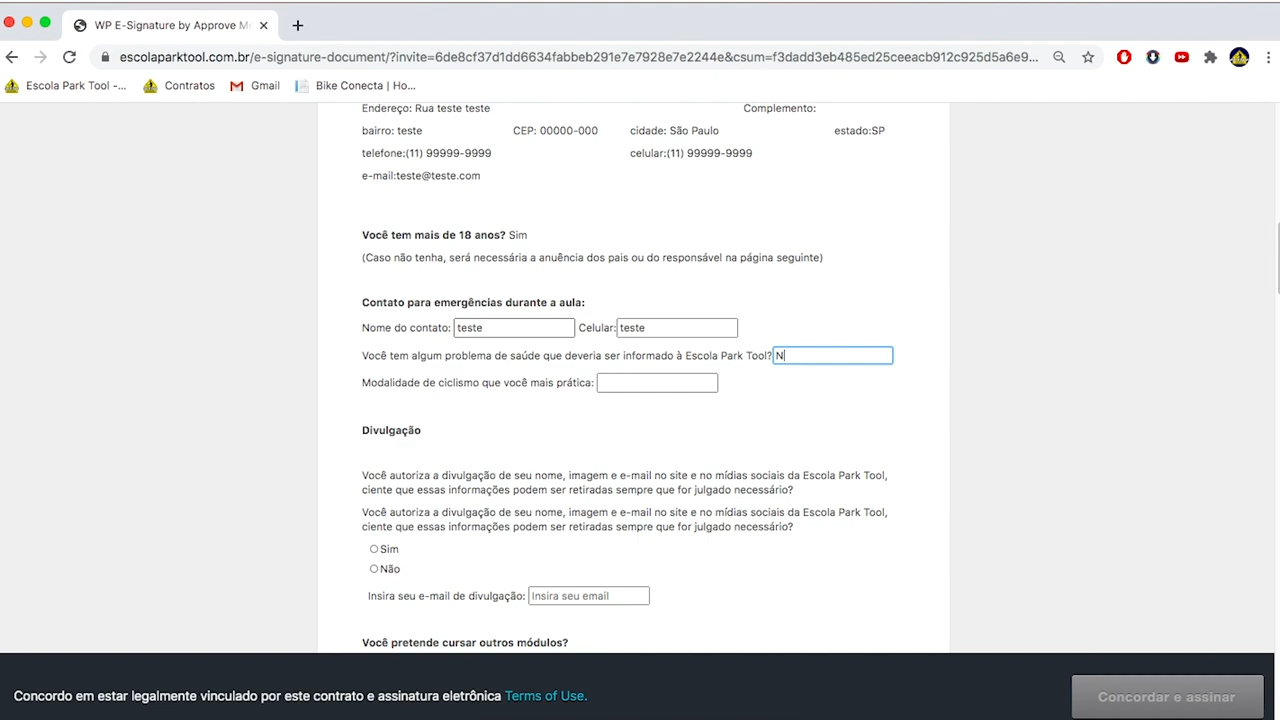 WP E-Signature by Approve Me
escolaparktool.com.br/e-signature-document/?invite=6de8cf37d1dd6634fabbeb291e7e7928e7e2244e&csum=f3dadd3eb485ed25ceeacb912c925d5a6e9...
Escola Park Tool -...
Contratos
Gmail
Bike Conecta | Ho...
Endereço: Rua teste teste Complemento:
bairro: teste CEP: 00000-000 cidade: São Paulo estado:SP
telefone:(11) 99999-9999 celular:(11) 99999-9999
e-mail:teste@teste.com
Você tem mais de 18 anos? Sim
(Caso não tenha, será necessária a anuência dos pais ou do responsável na página seguinte)
Contato para emergências durante a aula:
Nome do contato: teste Celular: teste
Você tem algum problema de saúde que deveria ser informado à Escola Park Tool? N
Modalidade de ciclismo que você mais prática:
Divulgação
Você autoriza a divulgação de seu nome, imagem e e-mail no site e no mídias sociais da Escola Park Tool,
ciente que essas informações podem ser retiradas sempre que for julgado necessário?
Você autoriza a divulgação de seu nome, imagem e e-mail no site e no mídias sociais da Escola Park Tool,
ciente que essas informações podem ser retiradas sempre que for julgado necessário?
Sim
Não
Insira seu e-mail de divulgação: Insira seu email
Você pretende cursar outros módulos?
Concordo em estar legalmente vinculado por este contrato e assinatura eletrônica Terms of Use.
Concordar e assinar